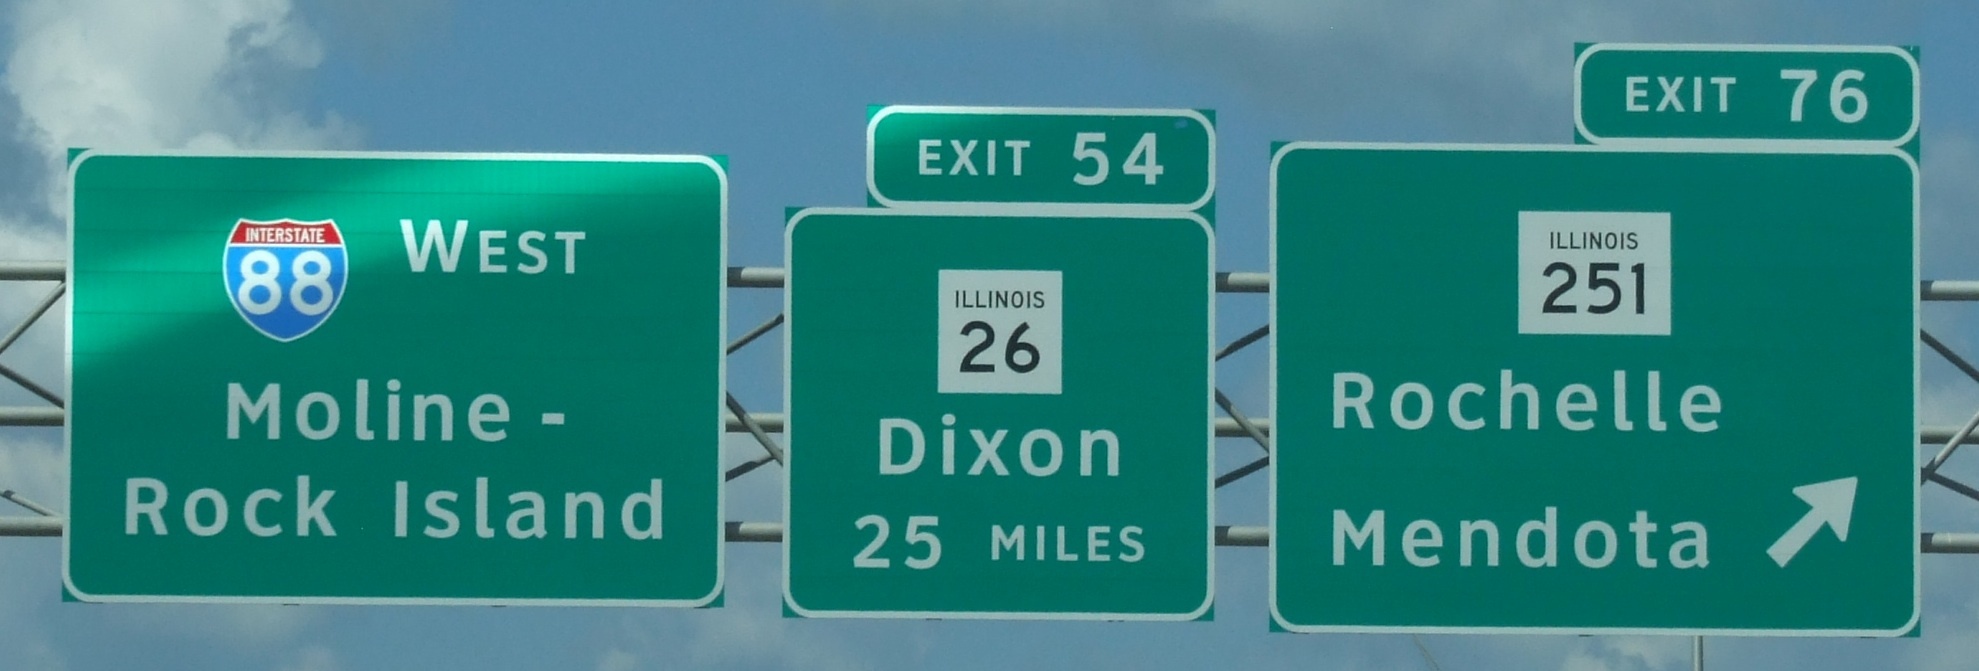 INTERSTATE
88
WEST
Moline -
Rock Island
EXIT 54
ILLINOIS
26
Dixon
25 MILES
EXIT 76
ILLINOIS
251
Rochelle
Mendota